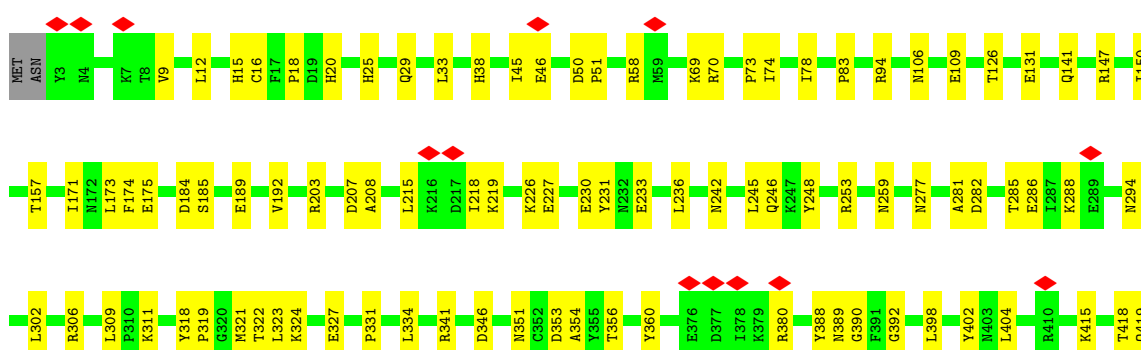 MET ASN Y3 N4 K7 T8 V9 L12 H15 C16 F17 P18 D19 H20 H25 Q29 L33 H38 I45 E46 D50 P51 R58 M59 K69 R70 P73 I74 I78 P83 R94 N106 E109 T126 E131 Q141 R147 I150
T157 I171 N172 L173 F174 E175 D184 S185 E189 V192 R203 D207 A208 L215 K216 D217 I218 K219 K226 E227 E230 Y231 N232 E233 L236 N242 L245 Q246 K247 Y248 R253 N259 N277 A281 D282 T285 E286 I287 K288 E289 N294
L302 R306 L309 P310 K311 Y318 P319 G320 M321 T322 L323 K324 E327 P331 L334 R341 D346 N351 C352 D353 A354 Y355 T356 Y360 E376 D377 I378 K379 R380 Y388 N389 G390 F391 G392 L398 Y402 N403 L404 R410 K415 T418